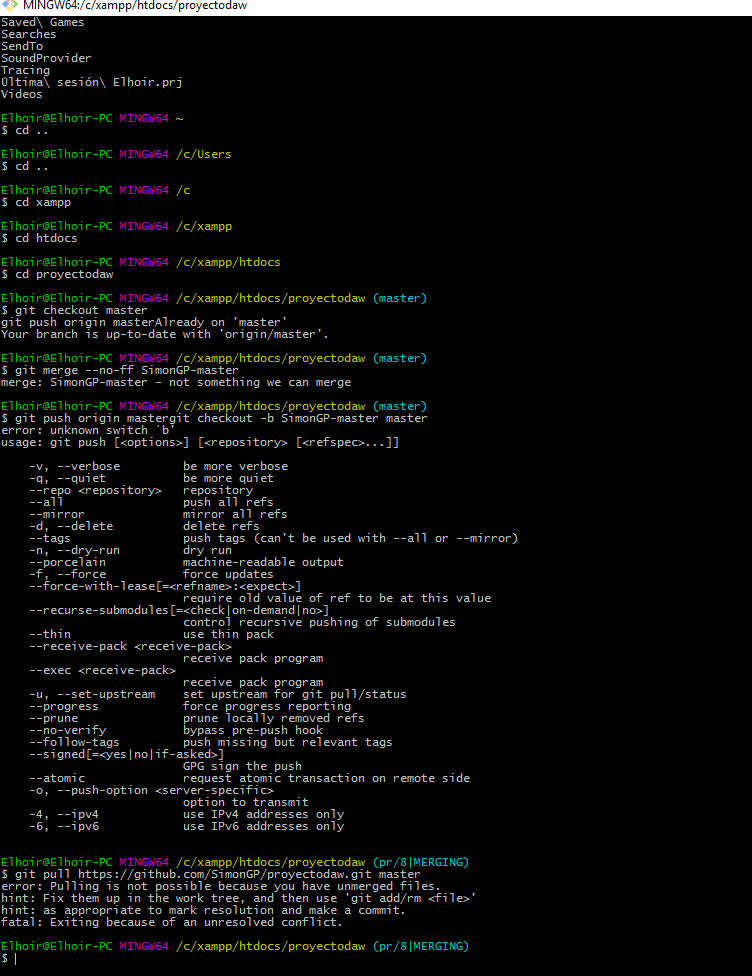 MINGW64:/c/xampp/htdocs/proyectodaw
Saved\ Games
Searches
SendTo
SoundProvider
Tracing
Última\ sesión\ Elhoir.prj
Videos
Elhoir@Elhoir-PC MINGW64 ~
$ cd ..
Elhoir@Elhoir-PC MINGW64 /c/Users
$ cd ..
Elhoir@Elhoir-PC MINGW64 /c
$ cd xampp
Elhoir@Elhoir-PC MINGW64 /c/xampp
$ cd htdocs
Elhoir@Elhoir-PC MINGW64 /c/xampp/htdocs
$ cd proyectodaw
Elhoir@Elhoir-PC MINGW64 /c/xampp/htdocs/proyectodaw (master)
$ git checkout master
git push origin masterAlready on 'master'
Your branch is up-to-date with 'origin/master'.
Elhoir@Elhoir-PC MINGW64 /c/xampp/htdocs/proyectodaw (master)
$ git merge --no-ff SimonGP-master
merge: SimonGP-master - not something we can merge
Elhoir@Elhoir-PC MINGW64 /c/xampp/htdocs/proyectodaw (master)
$ git push origin mastergit checkout -b SimonGP-master master
error: unknown switch `b'
usage: git push [<options>] [<repository> [<refspec>...]]
-v, --verbose be more verbose
-q, --quiet be more quiet
--repo <repository> repository
--all push all refs
--mirror mirror all refs
-d, --delete delete refs
--tags push tags (can't be used with --all or --mirror)
-n, --dry-run dry run
--porcelain machine-readable output
-f, --force force updates
--force-with-lease[=<refname>:<expect>]
require old value of ref to be at this value
--recurse-submodules[=<check|on-demand|no>]
control recursive pushing of submodules
--thin use thin pack
--receive-pack <receive-pack>
receive pack program
--exec <receive-pack>
receive pack program
-u, --set-upstream set upstream for git pull/status
--progress force progress reporting
--prune prune locally removed refs
--no-verify bypass pre-push hook
--follow-tags push missing but relevant tags
--signed[=<yes|no|if-asked>]
GPG sign the push
--atomic request atomic transaction on remote side
-o, --push-option <server-specific>
option to transmit
-4, --ipv4 use IPv4 addresses only
-6, --ipv6 use IPv6 addresses only
Elhoir@Elhoir-PC MINGW64 /c/xampp/htdocs/proyectodaw (pr/8|MERGING)
$ git pull https://github.com/SimonGP/proyectodaw.git master
error: Pulling is not possible because you have unmerged files.
hint: Fix them up in the work tree, and then use 'git add/rm <file>'
hint: as appropriate to mark resolution and make a commit.
fatal: Exiting because of an unresolved conflict.
Elhoir@Elhoir-PC MINGW64 /c/xampp/htdocs/proyectodaw (pr/8|MERGING)
$